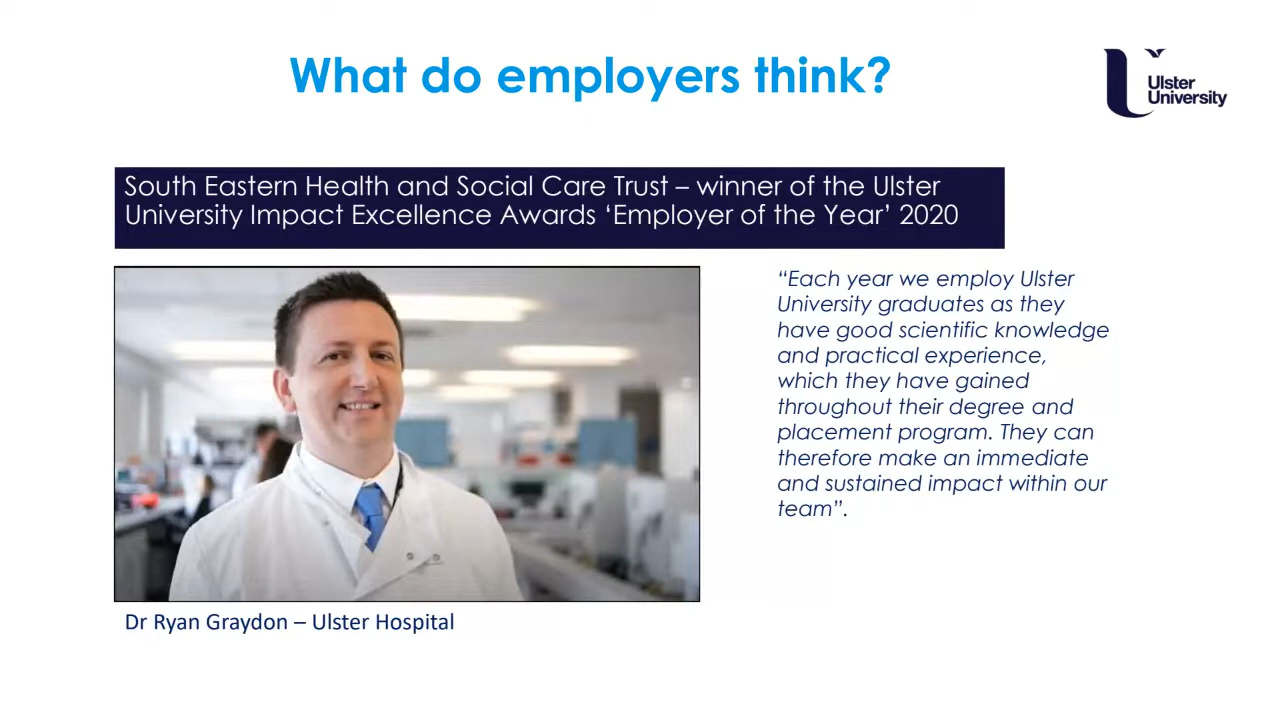 What do employers think?
Ulster
University
South Eastern Health and Social Care Trust – winner of the Ulster
University Impact Excellence Awards ‘Employer of the Year’ 2020
“Each year we employ Ulster
University graduates as they
have good scientific knowledge
and practical experience,
which they have gained
throughout their degree and
placement program. They can
therefore make an immediate
and sustained impact within our
team”.
Dr Ryan Graydon – Ulster Hospital